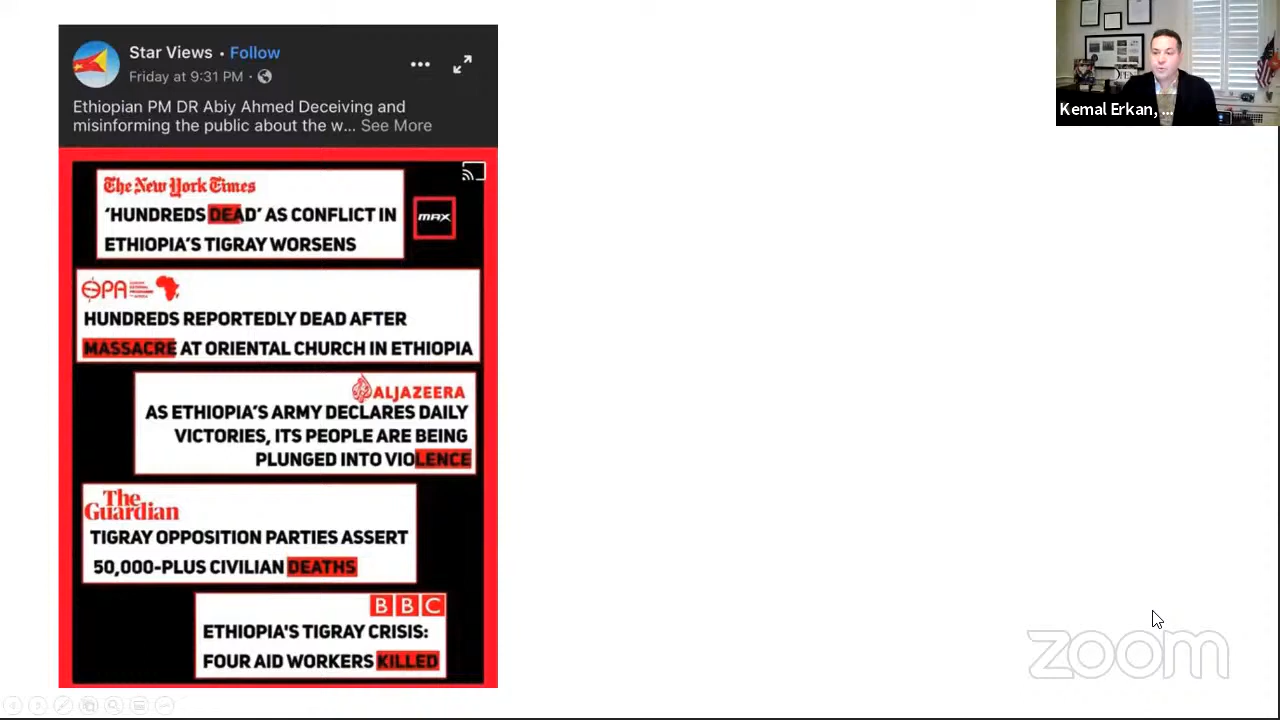 Star Views • Follow
Friday at 9:31 PM •
Ethiopian PM DR Abiy Ahmed Deceiving and
misinforming the public about the w... See More
The New York Times
'HUNDREDS DEAD' AS CONFLICT IN
ETHIOPIA'S TIGRAY WORSENS
MAX
EPA
HUNDREDS REPORTEDLY DEAD AFTER
MASSACRE AT ORIENTAL CHURCH IN ETHIOPIA
ALJAZEERA
AS ETHIOPIA'S ARMY DECLARES DAILY
VICTORIES, ITS PEOPLE ARE BEING
PLUNGED INTO VIOLENCE
The
Guardian
TIGRAY OPPOSITION PARTIES ASSERT
50,000-PLUS CIVILIAN DEATHS
BBC
ETHIOPIA'S TIGRAY CRISIS:
FOUR AID WORKERS KILLED
Kemal Erkan, ...
zoom